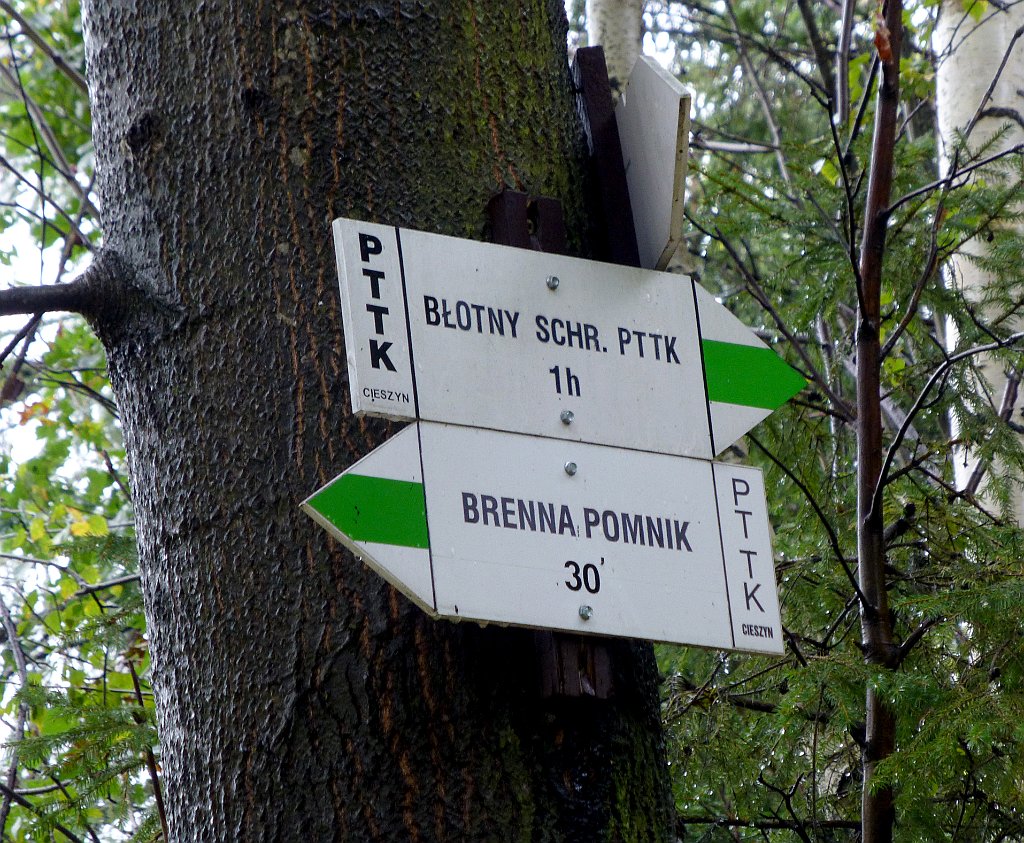 PTTK
CIESZYN
BŁOTNY SCHR. PTTK
1h
BRENNA POMNIK
30'
PTTK
CIESZYN